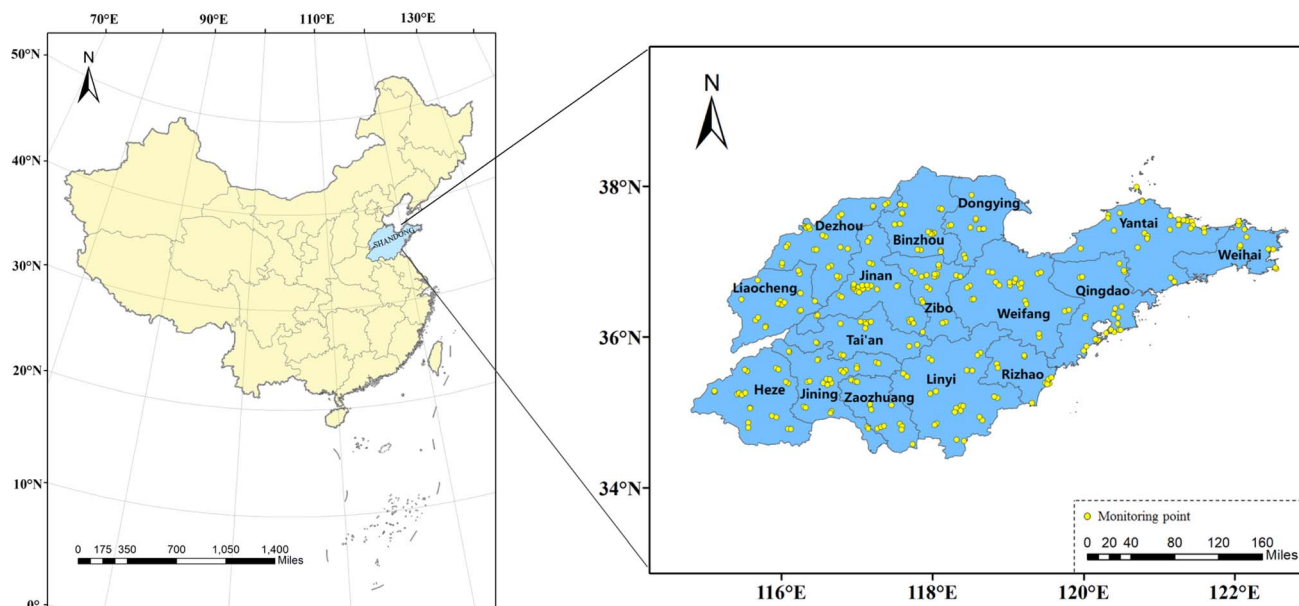 70°E 90°E 110°E 130°E
50°N
N
40°N
SHANDONG
30°N
20°N
10°N
0 175 350 700 1,050 1,400
Miles
0°
N
38°N
Dongying
Dezhou
Yantai
Binzhou
Weihai
Jinan
Liaocheng
Qingdao
Zibo
Weifang
36°N
Tai'an
Rizhao
Linyi
Heze
Jining
Zaozhuang
34°N
Monitoring point
0 20 40 80 120 160
Miles
116°E 118°E 120°E 122°E